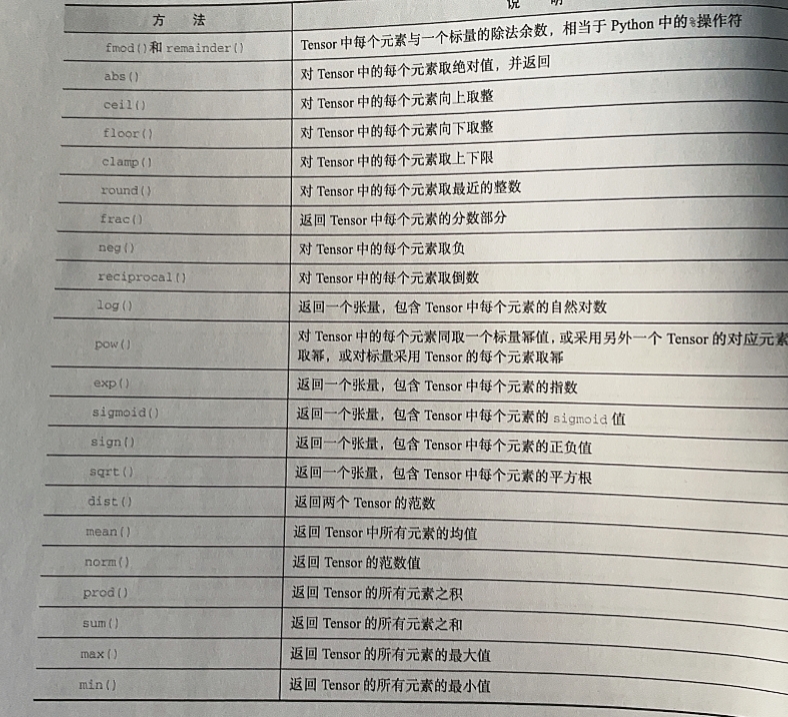 方 法 说 明
fmod()和 remainder() Tensor 中每个元素与一个标量的除法余数，相当于 Python 中的%操作符
abs() 对 Tensor 中的每个元素取绝对值，并返回
ceil() 对 Tensor 中的每个元素向上取整
floor() 对 Tensor 中的每个元素向下取整
clamp() 对 Tensor 中的每个元素取上下限
round() 对 Tensor 中的每个元素取最近的整数
frac() 返回 Tensor 中每个元素的分数部分
neg() 对 Tensor 中的每个元素取负
reciprocal() 对 Tensor 中的每个元素取倒数
log() 返回一个张量，包含 Tensor 中每个元素的自然对数
pow() 对 Tensor 中的每个元素同取一个标量幂值，或采用另外一个 Tensor 的对应元素
取幂，或对标量采用 Tensor 的每个元素取幂
exp() 返回一个张量，包含 Tensor 中每个元素的指数
sigmoid() 返回一个张量，包含 Tensor 中每个元素的 sigmoid 值
sign() 返回一个张量，包含 Tensor 中每个元素的正负值
sqrt() 返回一个张量，包含 Tensor 中每个元素的平方根
dist() 返回两个 Tensor 的范数
mean() 返回 Tensor 中所有元素的均值
norm() 返回 Tensor 的范数值
prod() 返回 Tensor 的所有元素之积
sum() 返回 Tensor 的所有元素之和
max() 返回 Tensor 的所有元素的最大值
min() 返回 Tensor 的所有元素的最小值